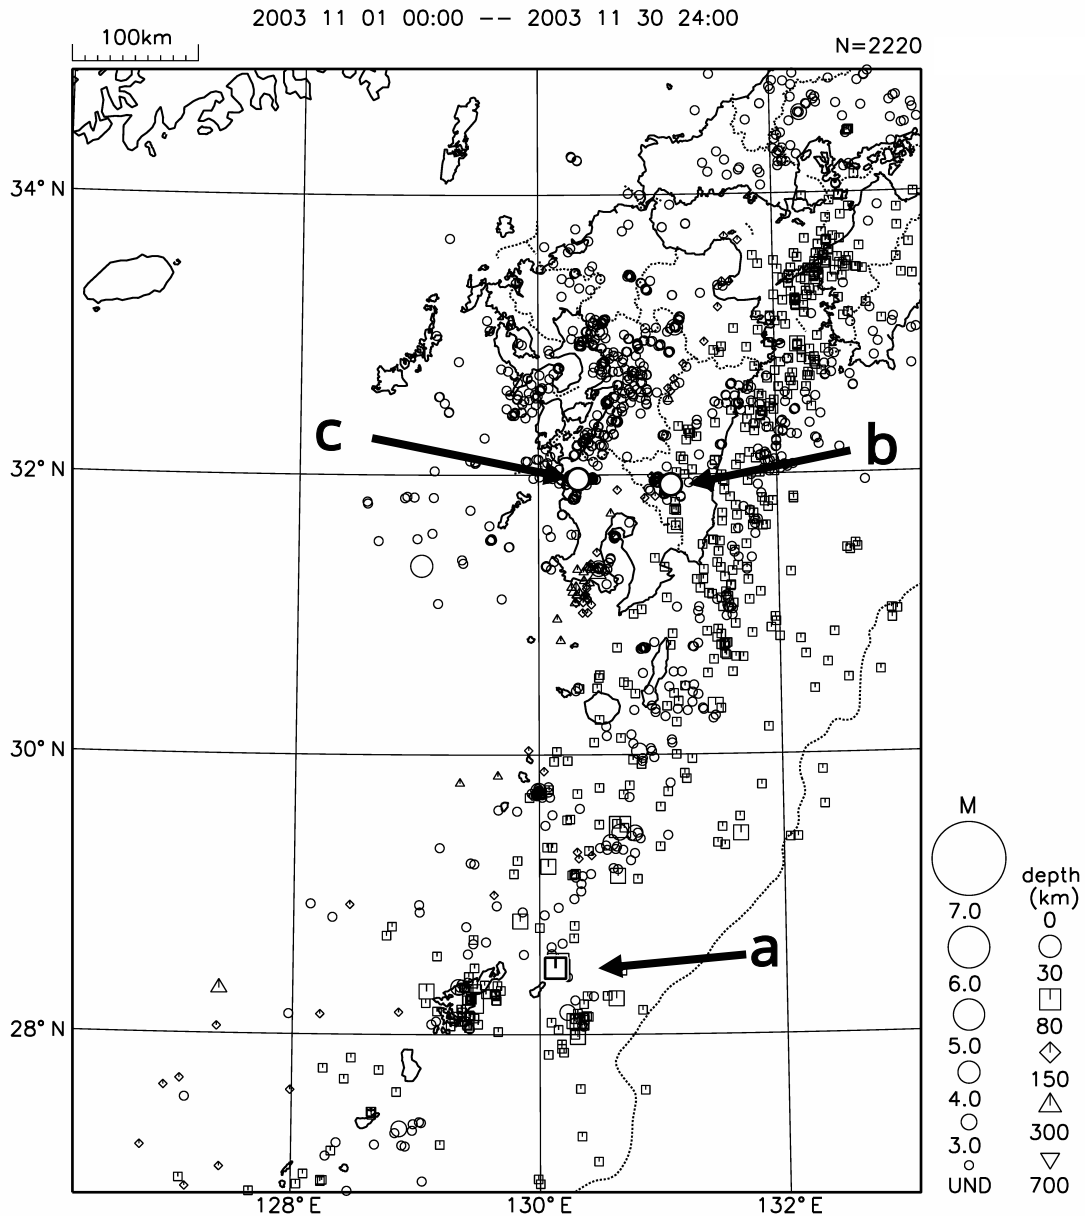 2003 11 01 00:00 -- 2003 11 30 24:00
100km
N=2220
34° N
32° N
30° N
28° N
128° E
130° E
132° E
c
b
a
M
7.0
6.0
5.0
4.0
3.0
UND
depth
(km)
0
30
80
150
300
700